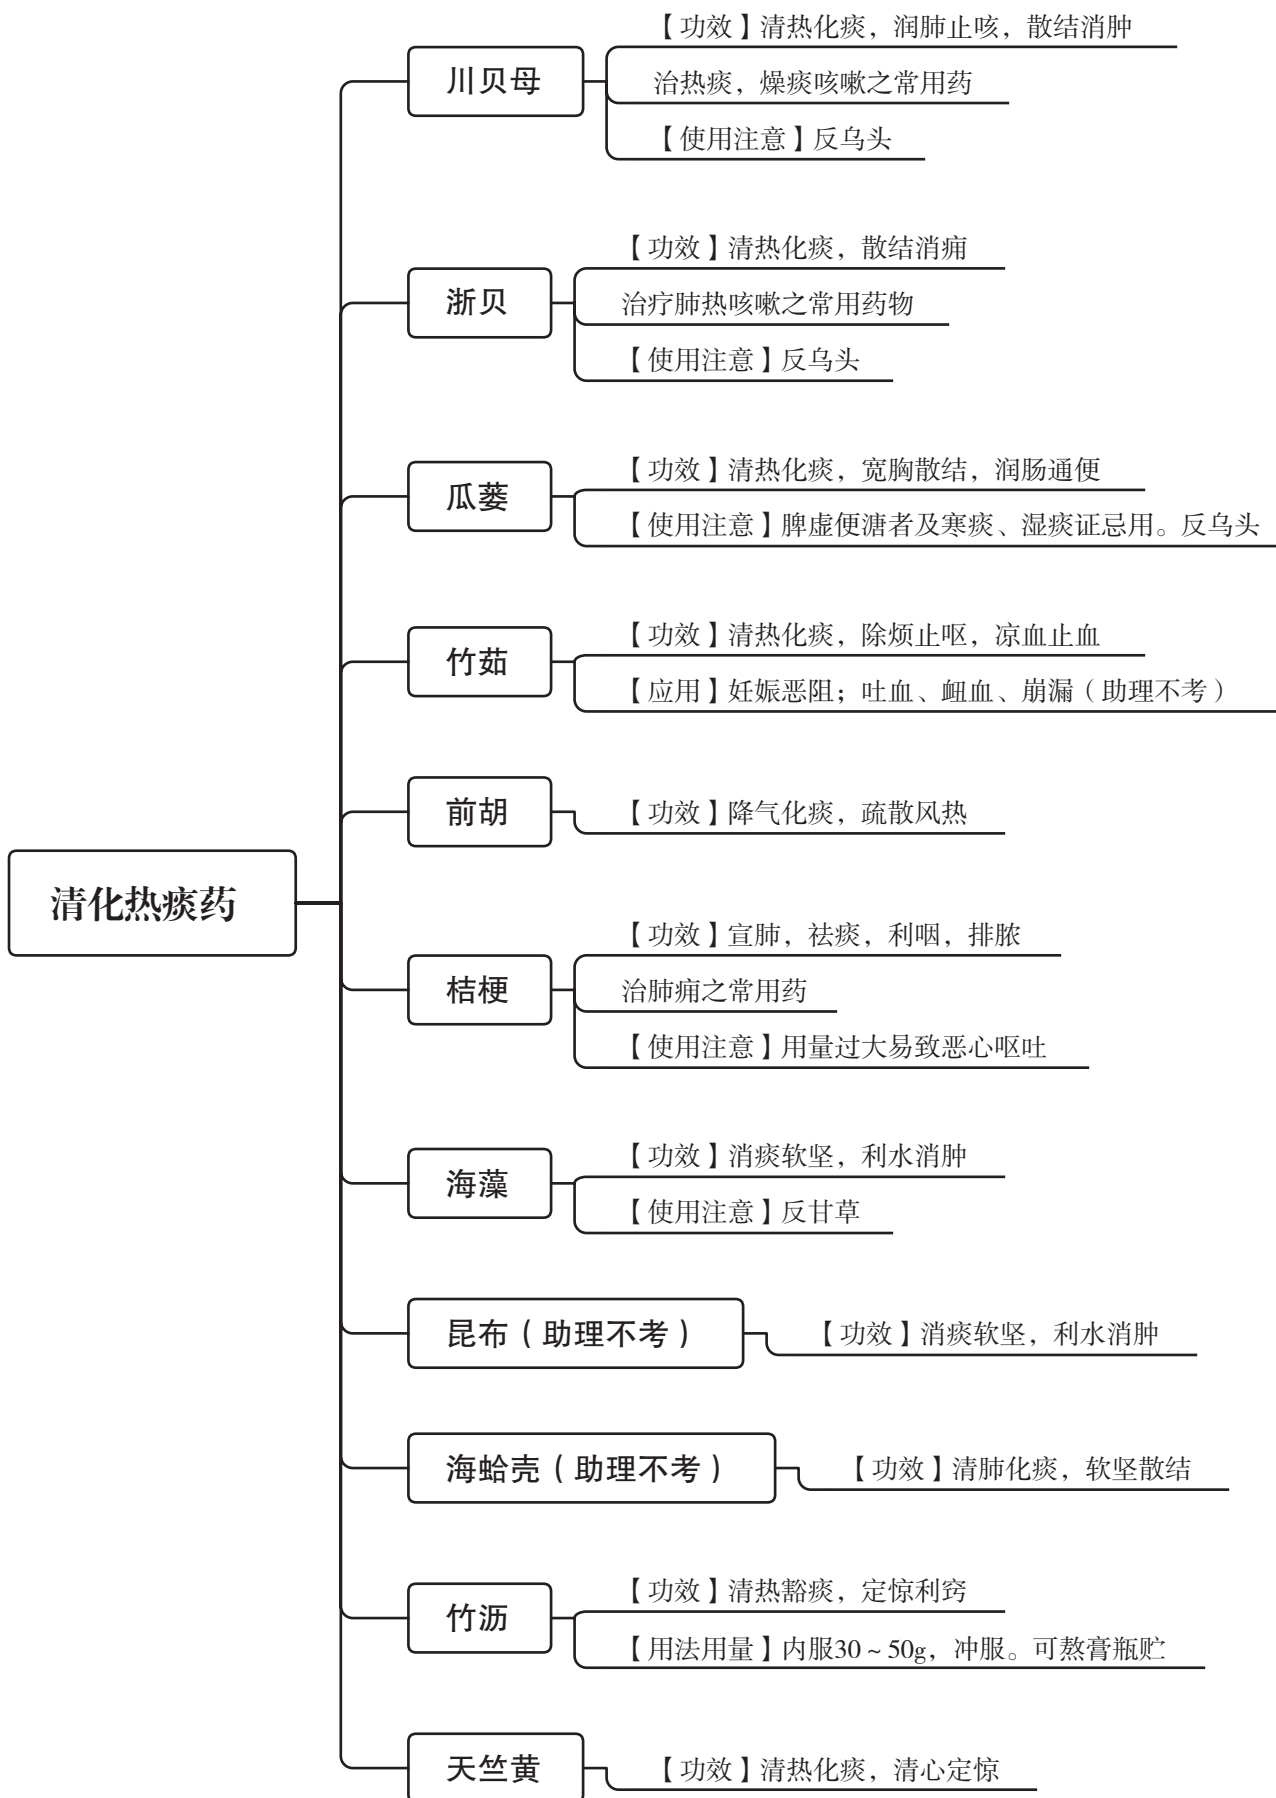 清化热痰药
川贝母
【功效】清热化痰，润肺止咳，散结消肿
治热痰，燥痰咳嗽之常用药
【使用注意】反乌头
浙贝
【功效】清热化痰，散结消痈
治疗肺热咳嗽之常用药物
【使用注意】反乌头
瓜蒌
【功效】清热化痰，宽胸散结，润肠通便
【使用注意】脾虚便溏者及寒痰、湿痰证忌用。反乌头
竹茹
【功效】清热化痰，除烦止呕，凉血止血
【应用】妊娠恶阻；吐血、衄血、崩漏（助理不考）
前胡
【功效】降气化痰，疏散风热
桔梗
【功效】宣肺，祛痰，利咽，排脓
治肺痈之常用药
【使用注意】用量过大易致恶心呕吐
海藻
【功效】消痰软坚，利水消肿
【使用注意】反甘草
昆布（助理不考）
【功效】消痰软坚，利水消肿
海蛤壳（助理不考）
【功效】清肺化痰，软坚散结
竹沥
【功效】清热豁痰，定惊利窍
【用法用量】内服30~50g，冲服。可熬膏瓶贮
天竺黄
【功效】清热化痰，清心定惊